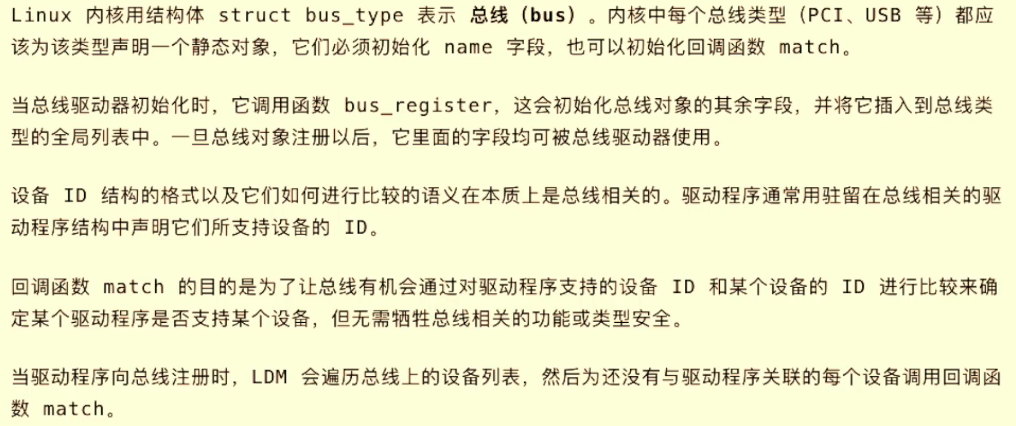 Linux 内核用结构体 struct bus_type 表示 总线（bus）。内核中每个总线类型（PCI、USB 等）都应
该为该类型声明一个静态对象，它们必须初始化 name 字段，也可以初始化回调函数 match。
当总线驱动器初始化时，它调用函数 bus_register，这会初始化总线对象的其余字段，并将它插入到总线类
型的全局列表中。一旦总线对象注册以后，它里面的字段均可被总线驱动器使用。
设备 ID 结构的格式以及它们如何进行比较的语义在本质上是总线相关的。驱动程序通常用驻留在总线相关的驱
动程序结构中声明它们所支持设备的 ID。
回调函数 match 的目的是为了让总线有机会通过对驱动程序支持的设备 ID 和某个设备的 ID 进行比较来确
定某个驱动程序是否支持某个设备，但无需牺牲总线相关的功能或类型安全。
当驱动程序向总线注册时，LDM 会遍历总线上的设备列表，然后为还没有与驱动程序关联的每个设备调用回调函
数 match。